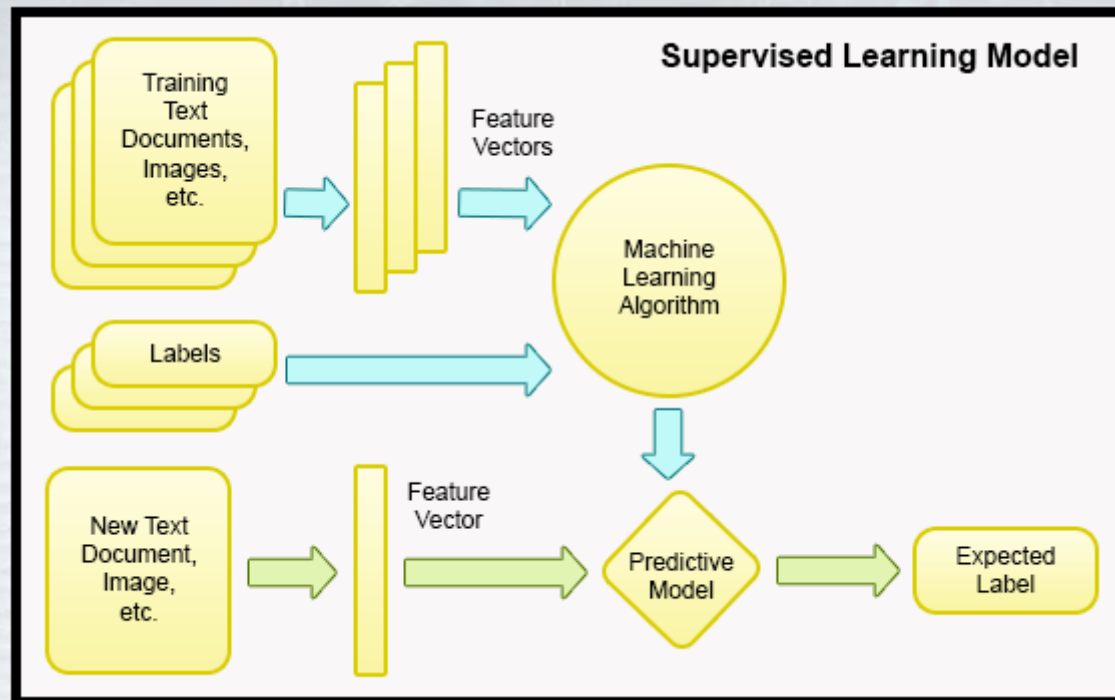 Supervised Learning Model
Training
Text
Documents,
Images,
etc.
Feature
Vectors
Machine
Learning
Algorithm
Labels
New Text
Document,
Image,
etc.
Feature
Vector
Predictive
Model
Expected
Label